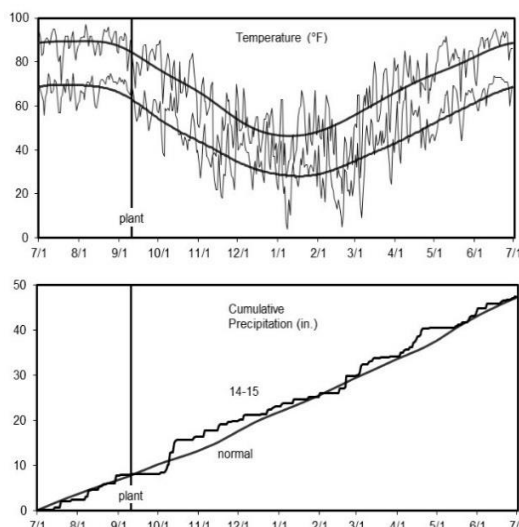 Temperature (°F)
100
80
60
40
20
0
plant
7/1 8/1 9/1 10/1 11/1 12/1 1/1 2/1 3/1 4/1 5/1 6/1 7/1
Cumulative
Precipitation (in.)
50
40
30
20
10
0
14-15
normal
plant
7/1 8/1 9/1 10/1 11/1 12/1 1/1 2/1 3/1 4/1 5/1 6/1 7/1